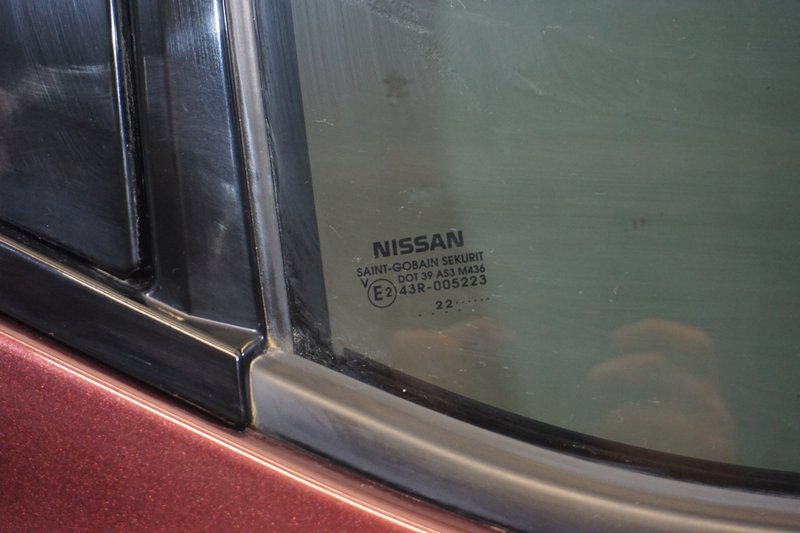 NISSAN
SAINT-GOBAIN SEKURIT
DOT 39 AS3 M436
V E2 43R-005223
22······